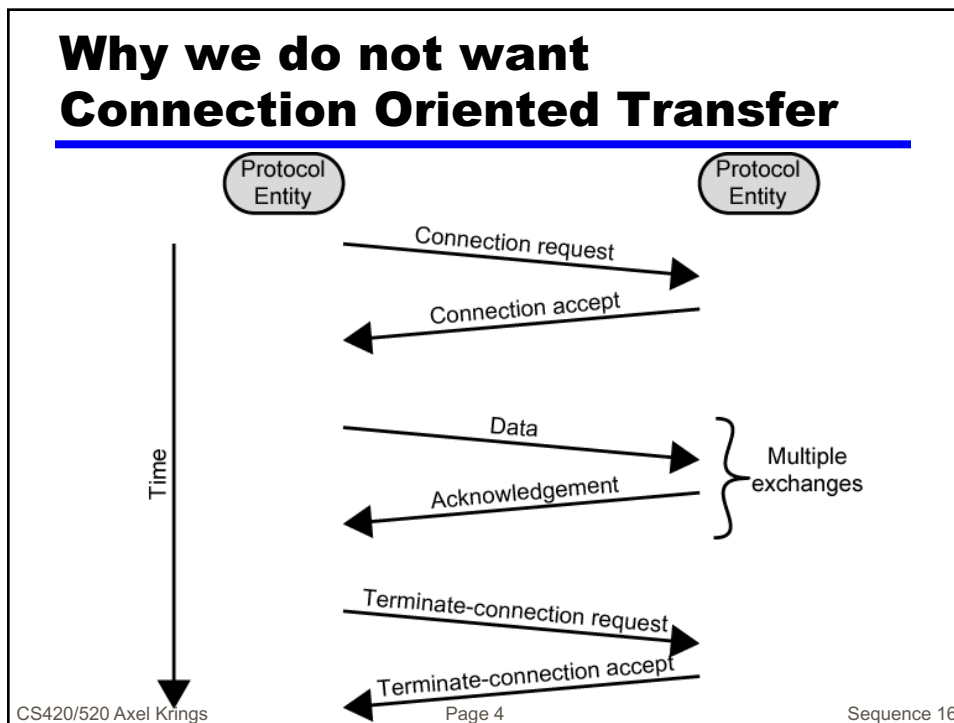 Why we do not want
Connection Oriented Transfer
Protocol
Entity
Protocol
Entity
Connection request
Connection accept
Time
Data
Acknowledgement
Multiple
exchanges
Terminate-connection request
Terminate-connection accept
CS420/520 Axel Krings
Page 4
Sequence 16